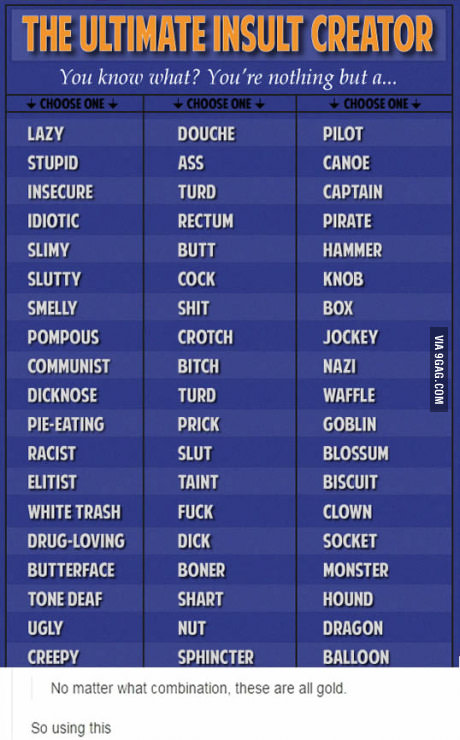 THE ULTIMATE INSULT CREATOR
You know what? You're nothing but a...
↓ CHOOSE ONE ↓ ↓ CHOOSE ONE ↓ ↓ CHOOSE ONE ↓
LAZY DOUCHE PILOT
STUPID ASS CANOE
INSECURE TURD CAPTAIN
IDIOTIC RECTUM PIRATE
SLIMY BUTT HAMMER
SLUTTY COCK KNOB
SMELLY SHIT BOX
POMPOUS CROTCH JOCKEY
COMMUNIST BITCH NAZI
DICKNOSE TURD WAFFLE
PIE-EATING PRICK GOBLIN
RACIST SLUT BLOSSUM
ELITIST TAINT BISCUIT
WHITE TRASH FUCK CLOWN
DRUG-LOVING DICK SOCKET
BUTTERFACE BONER MONSTER
TONE DEAF SHART HOUND
UGLY NUT DRAGON
CREEPY SPHINCTER BALLOON
VIA 9GAG.COM
No matter what combination, these are all gold.
So using this